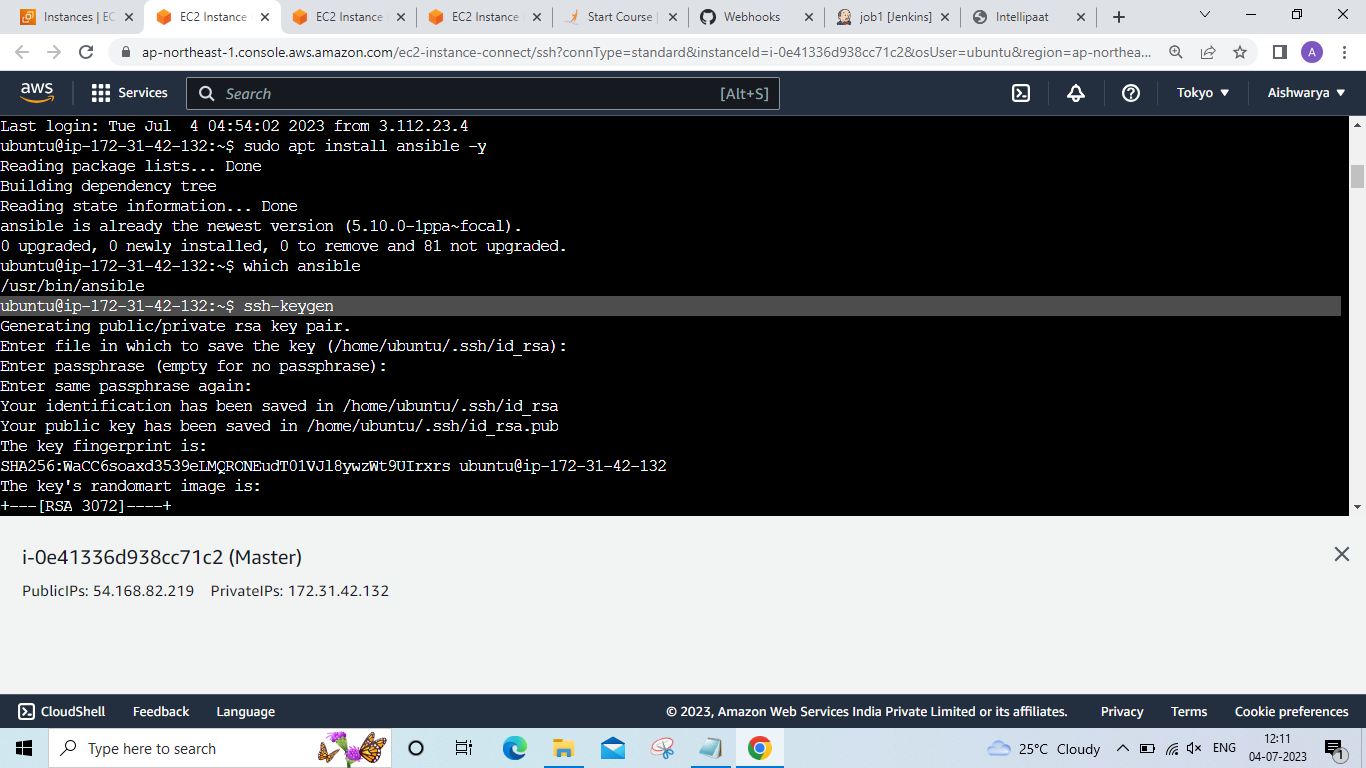 Instances | EC
EC2 Instance
EC2 Instance
EC2 Instance
Start Course |
Webhooks
job1 [Jenkins]
Intellipaat
ap-northeast-1.console.aws.amazon.com/ec2-instance-connect/ssh?connType=standard&instanceId=i-0e41336d938cc71c2&osUser=ubuntu&region=ap-northea...
A
aws
Services
Search
[Alt+S]
Tokyo
Aishwarya
Last login: Tue Jul  4 04:54:02 2023 from 3.112.23.4
ubuntu@ip-172-31-42-132:~$ sudo apt install ansible -y
Reading package lists... Done
Building dependency tree
Reading state information... Done
ansible is already the newest version (5.10.0-1ppa~focal).
0 upgraded, 0 newly installed, 0 to remove and 81 not upgraded.
ubuntu@ip-172-31-42-132:~$ which ansible
/usr/bin/ansible
ubuntu@ip-172-31-42-132:~$ ssh-keygen
Generating public/private rsa key pair.
Enter file in which to save the key (/home/ubuntu/.ssh/id_rsa):
Enter passphrase (empty for no passphrase):
Enter same passphrase again:
Your identification has been saved in /home/ubuntu/.ssh/id_rsa
Your public key has been saved in /home/ubuntu/.ssh/id_rsa.pub
The key fingerprint is:
SHA256:WaCC6soaxd3539eLMQRONEudT01VJl8ywzWt9UIrxrs ubuntu@ip-172-31-42-132
The key's randomart image is:
+---[RSA 3072]----+
i-0e41336d938cc71c2 (Master)
PublicIPs: 54.168.82.219    PrivateIPs: 172.31.42.132
CloudShell
Feedback
Language
© 2023, Amazon Web Services India Private Limited or its affiliates.
Privacy
Terms
Cookie preferences
Type here to search
25°C Cloudy
ENG
12:11
04-07-2023
1